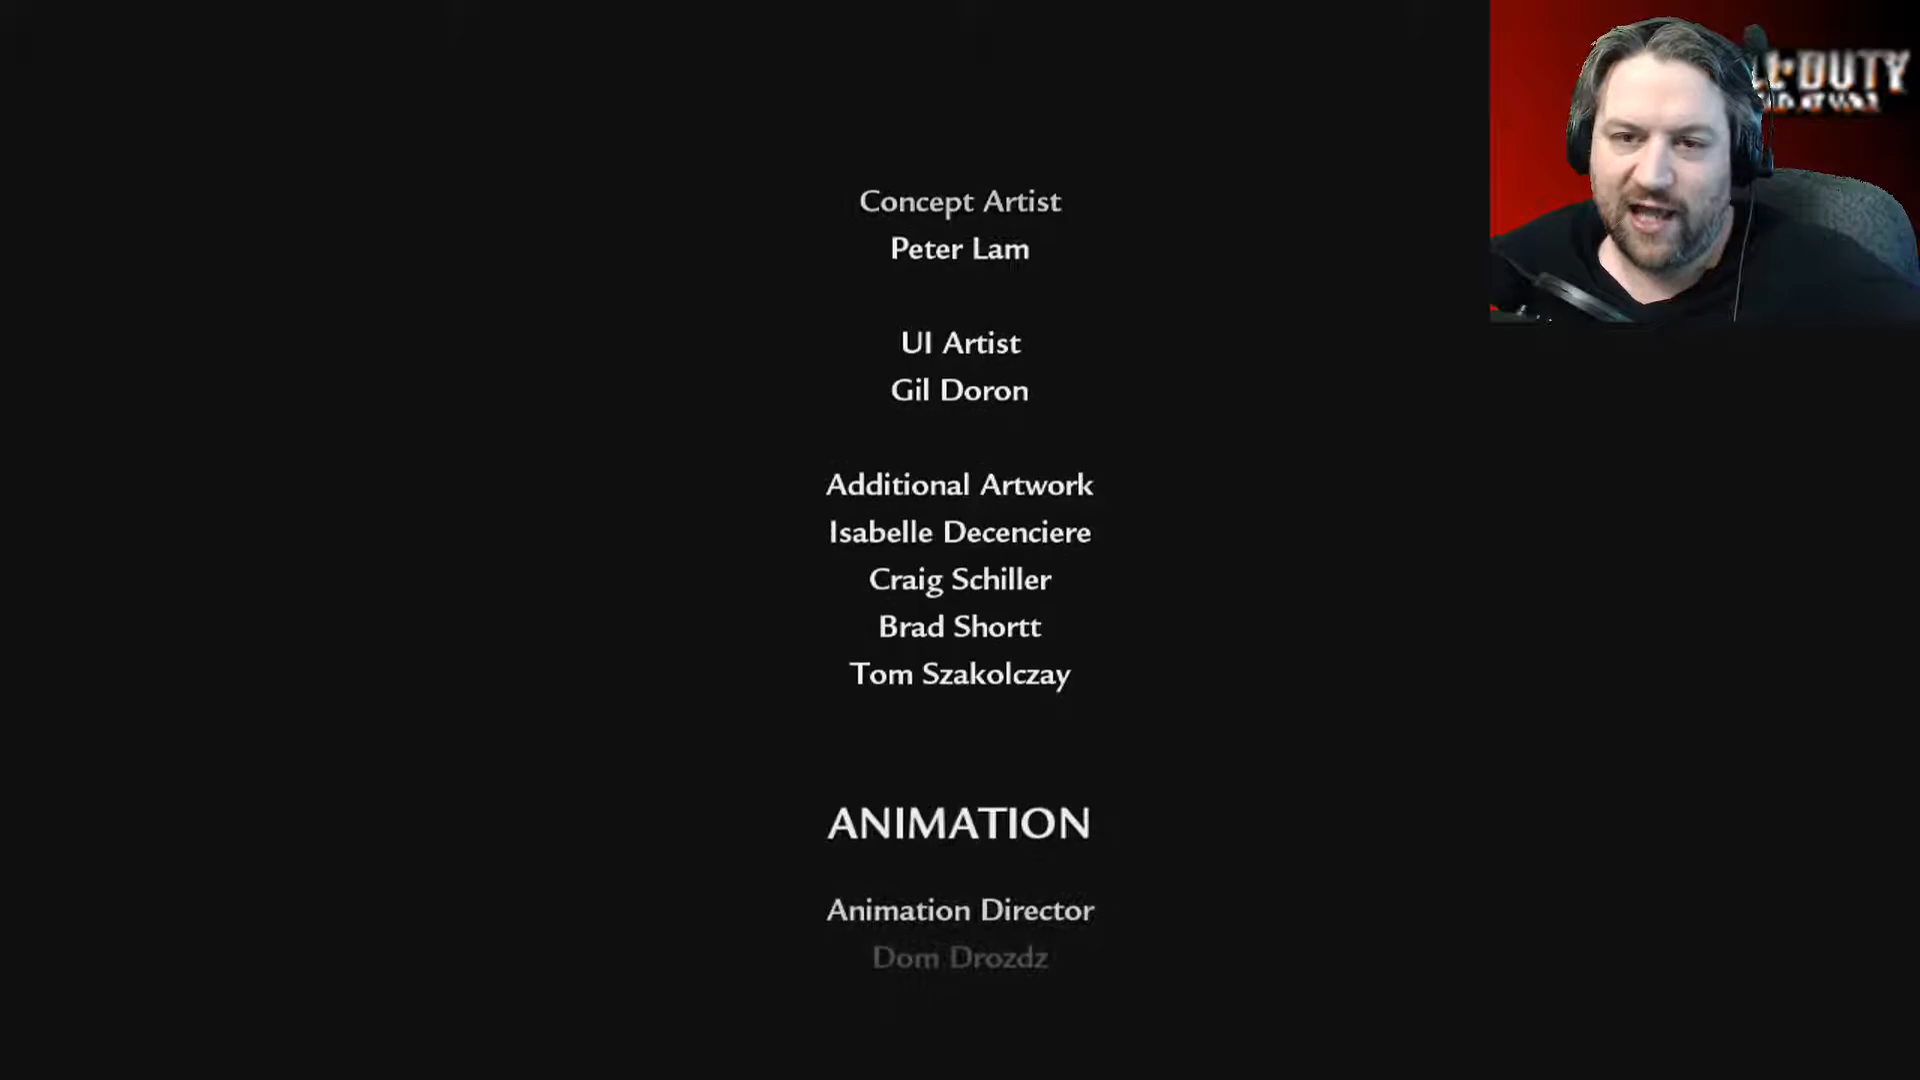 Concept Artist
Peter Lam
UI Artist
Gil Doron
Additional Artwork
Isabelle Decenciere
Craig Schiller
Brad Shortt
Tom Szakolczay
ANIMATION
Animation Director
Dom Drozdz
DUTY